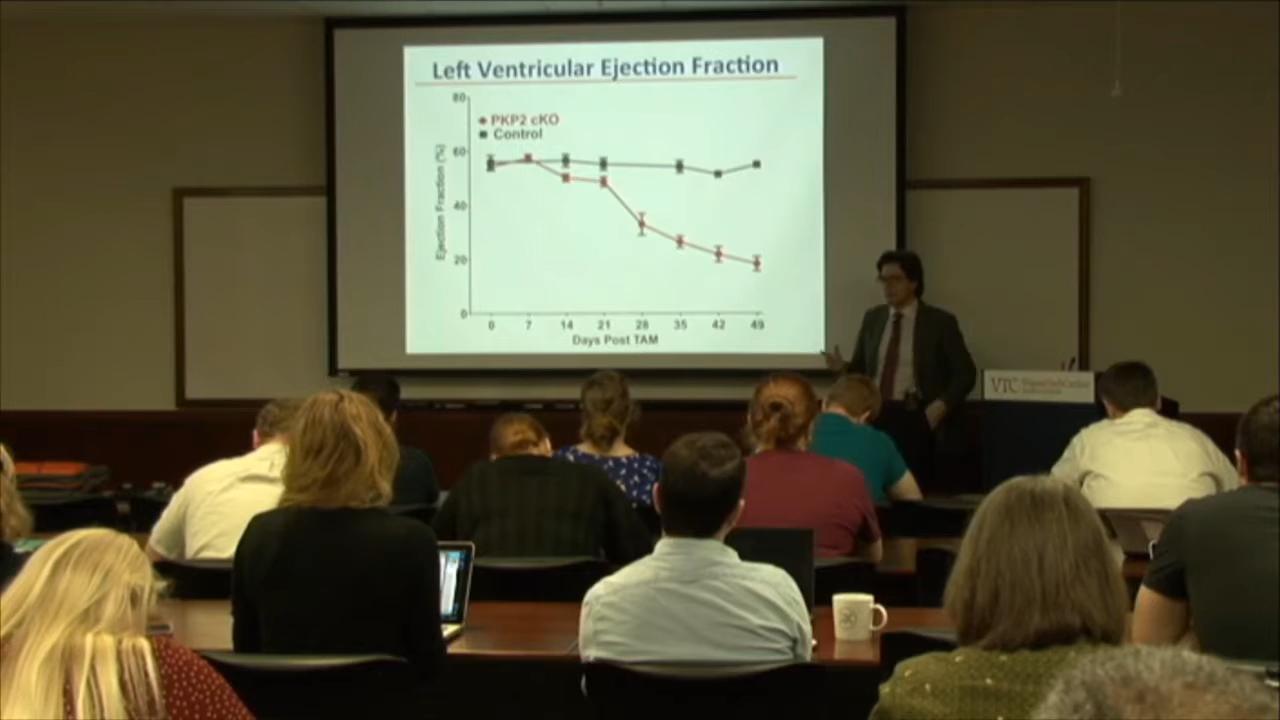 Left Ventricular Ejection Fraction
80
PKP2 cKO
Control
60
Ejection Fraction (%)
40
20
0
0 7 14 21 28 35 42 49
Days Post TAM
VTC